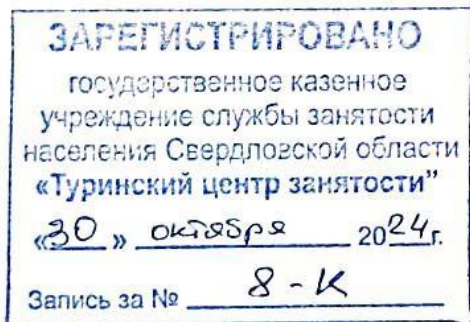 ЗАРЕГИСТРИРОВАНО
государственное казенное
учреждение службы занятости
населения Свердловской области
«Туринский центр занятости"
«30» октября 2024г.
Запись за № 8-К